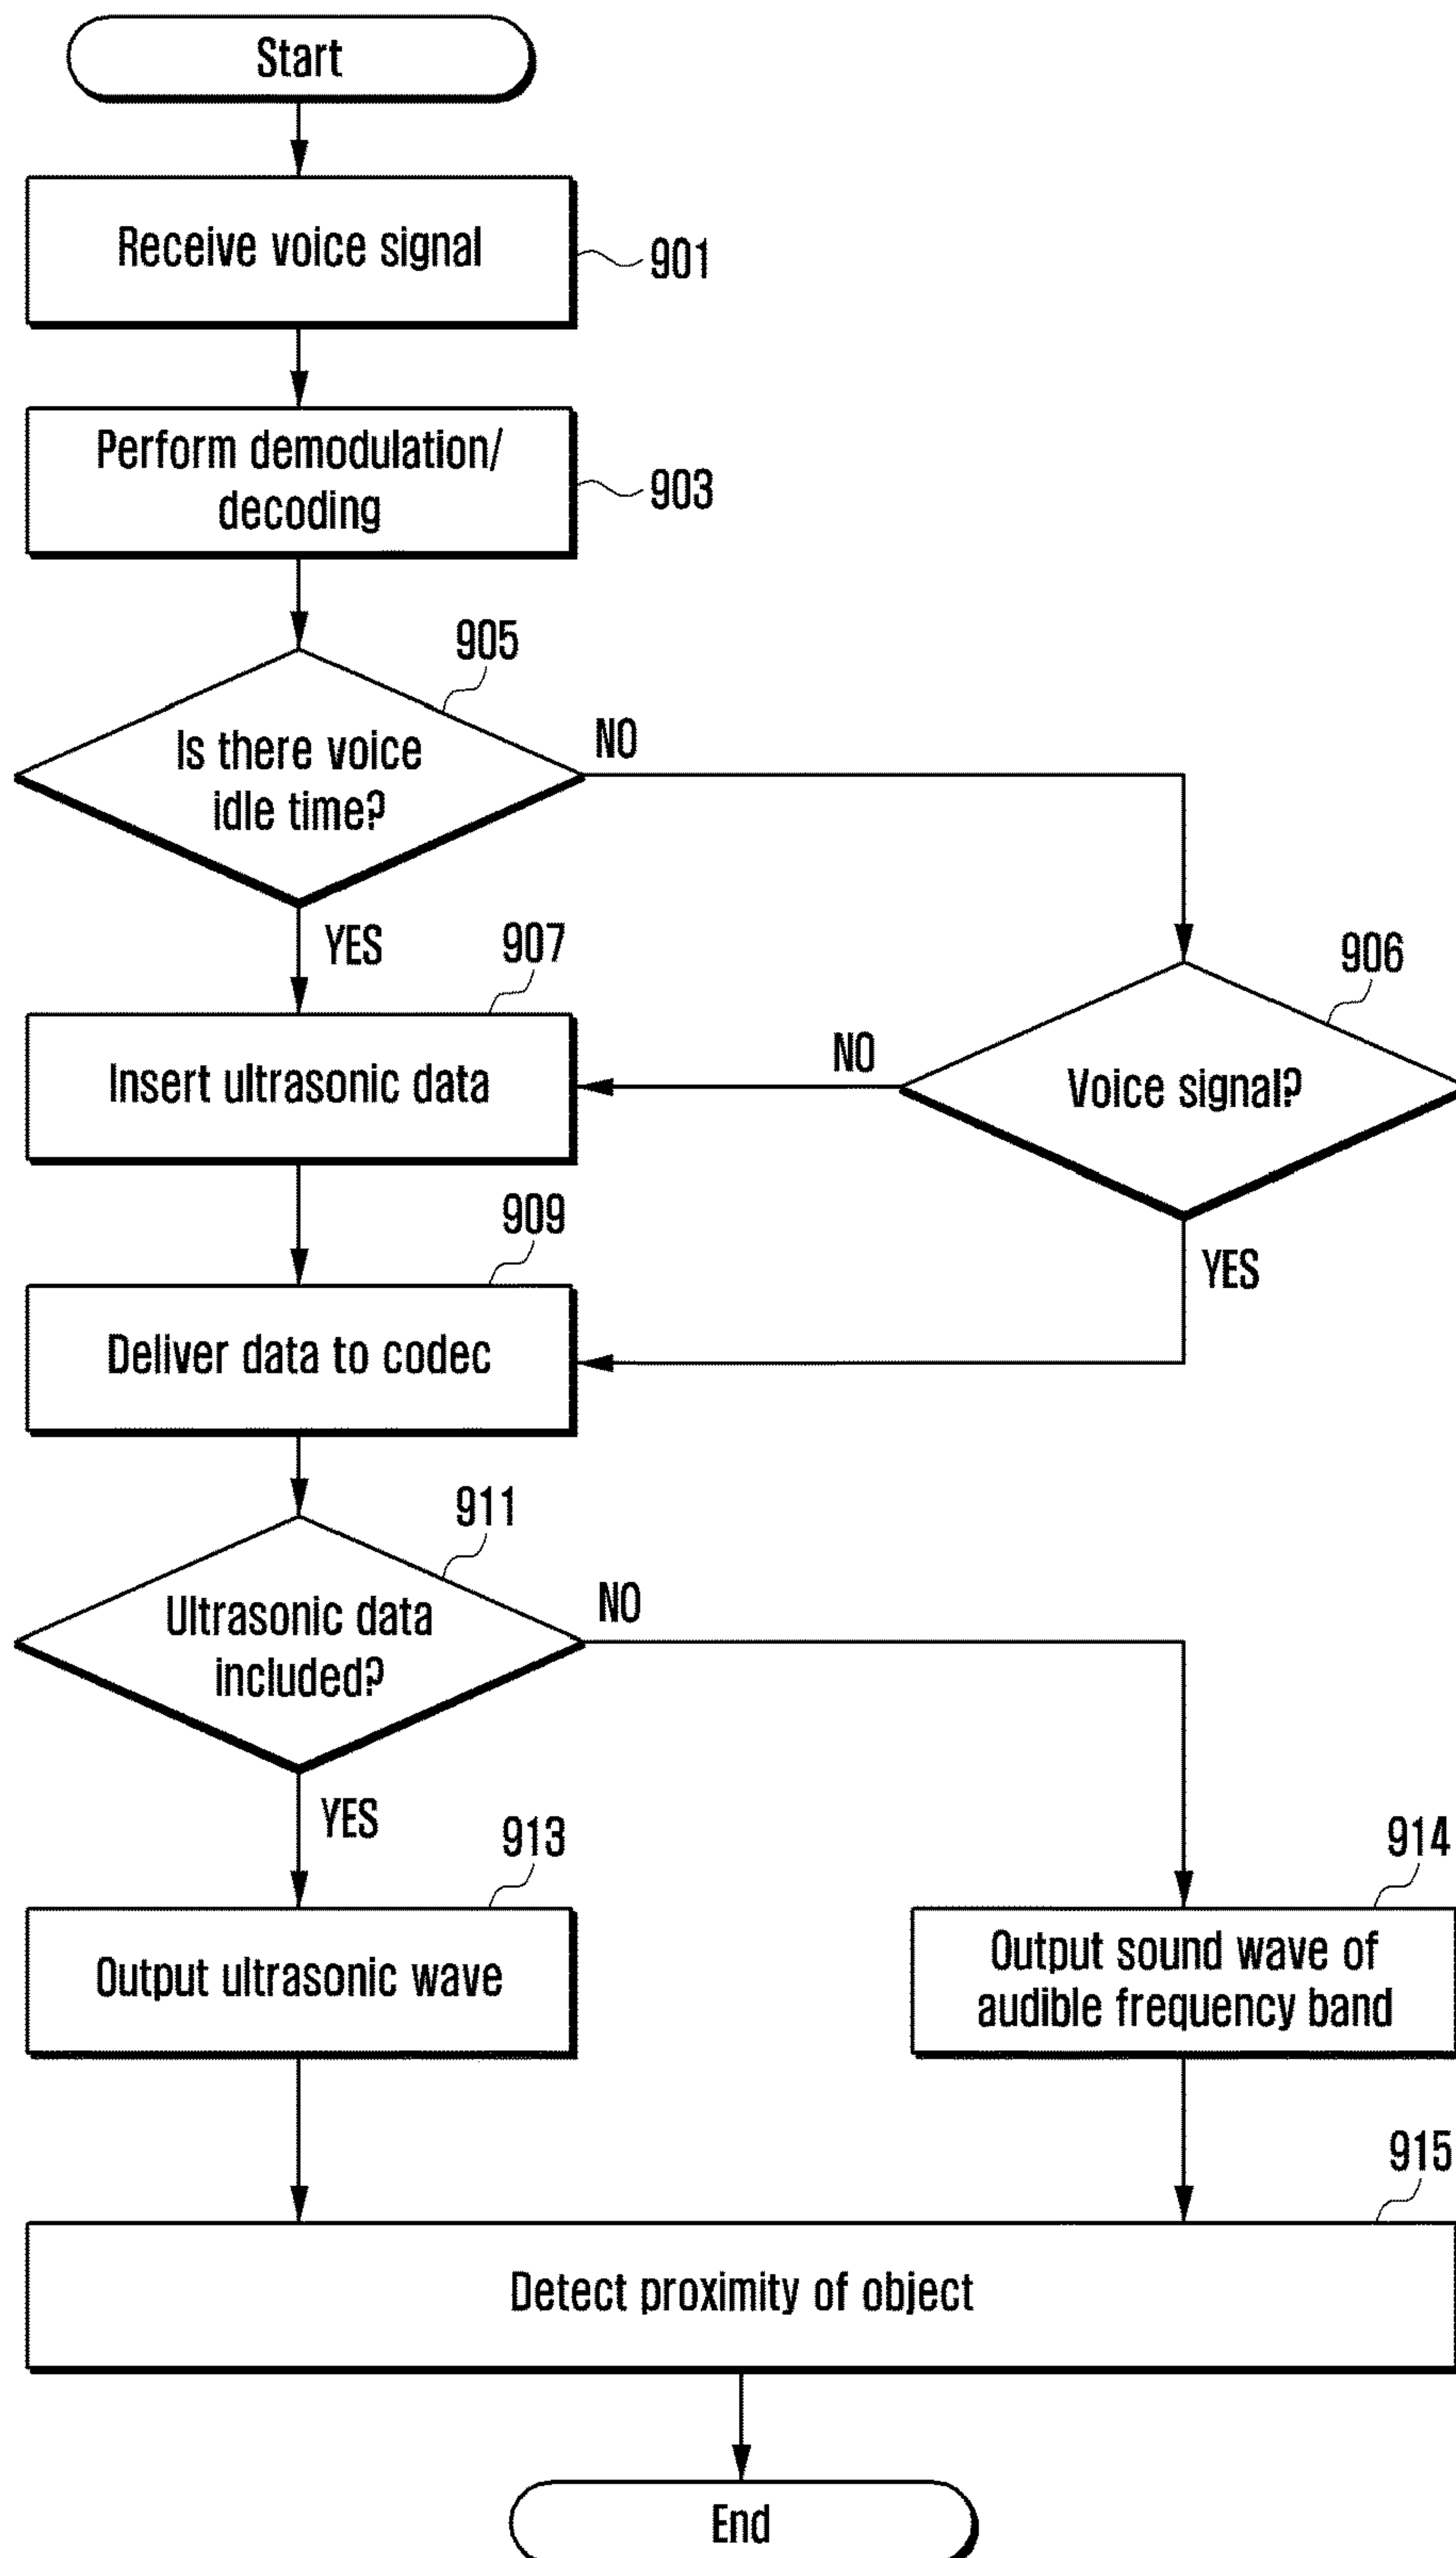 Start
Receive voice signal
901
Perform demodulation/
decoding
903
905
Is there voice
idle time?
NO
YES
907
906
Insert ultrasonic data
NO
Voice signal?
909
YES
Deliver data to codec
911
Ultrasonic data
included?
NO
YES
913
914
Output ultrasonic wave
Output sound wave of
audible frequency band
915
Detect proximity of object
End